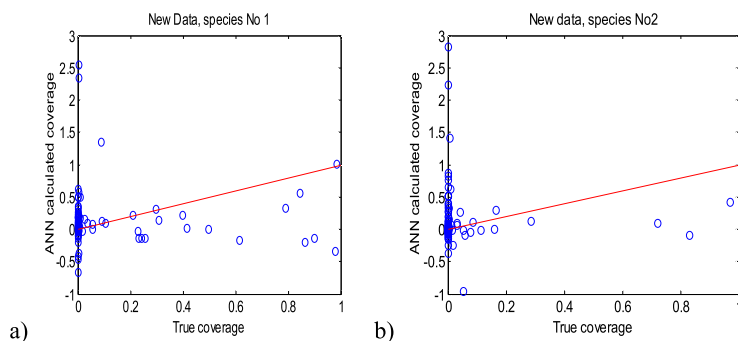 New Data, species No 1
ANN calculated coverage
3
2.5
2
1.5
1
0.5
0
-0.5
-1
0 0.2 0.4 0.6 0.8 1
True coverage
a)
New data, species No2
ANN calculated coverage
3
2.5
2
1.5
1
0.5
0
-0.5
-1
0 0.2 0.4 0.6 0.8 1
True coverage
b)